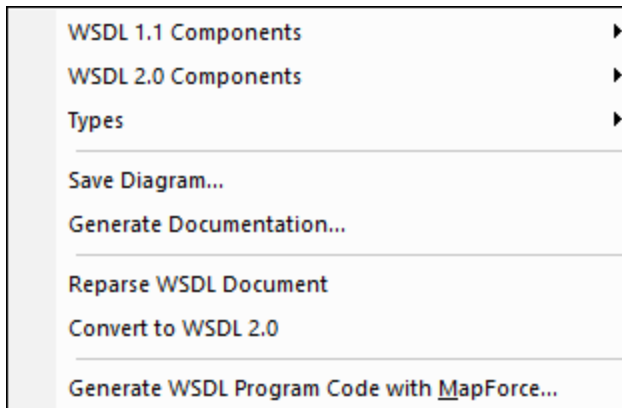 WSDL 1.1 Components
WSDL 2.0 Components
Types
Save Diagram...
Generate Documentation...
Reparse WSDL Document
Convert to WSDL 2.0
Generate WSDL Program Code with MapForce...